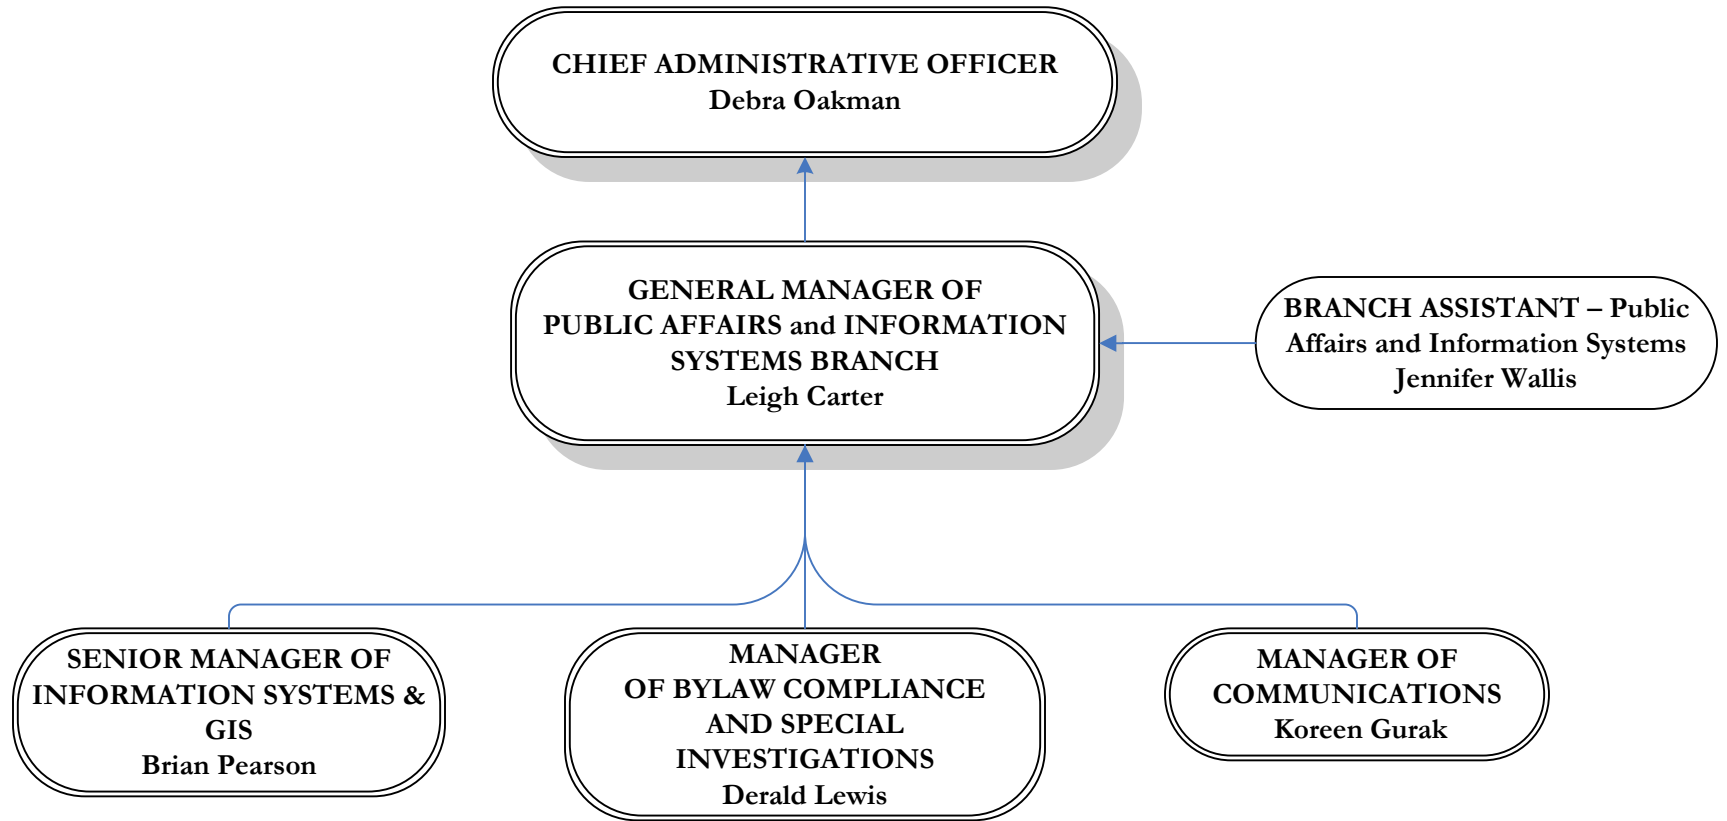 CHIEF ADMINISTRATIVE OFFICER
Debra Oakman
GENERAL MANAGER OF
PUBLIC AFFAIRS and INFORMATION
SYSTEMS BRANCH
Leigh Carter
BRANCH ASSISTANT – Public
Affairs and Information Systems
Jennifer Wallis
SENIOR MANAGER OF
INFORMATION SYSTEMS &
GIS
Brian Pearson
MANAGER
OF BYLAW COMPLIANCE
AND SPECIAL
INVESTIGATIONS
Derald Lewis
MANAGER OF
COMMUNICATIONS
Koreen Gurak